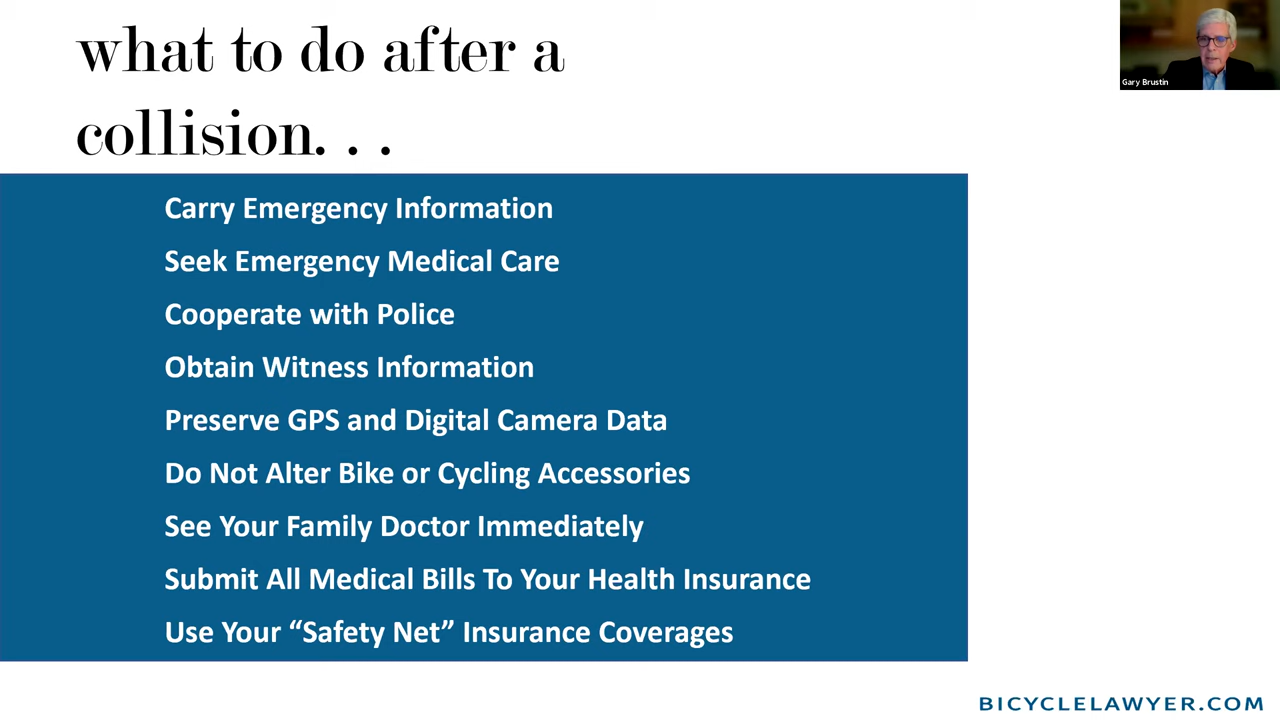 what to do after a
collision. . .
Gary Brustin
Carry Emergency Information
Seek Emergency Medical Care
Cooperate with Police
Obtain Witness Information
Preserve GPS and Digital Camera Data
Do Not Alter Bike or Cycling Accessories
See Your Family Doctor Immediately
Submit All Medical Bills To Your Health Insurance
Use Your “Safety Net” Insurance Coverages
BICYCLELAWYER.COM